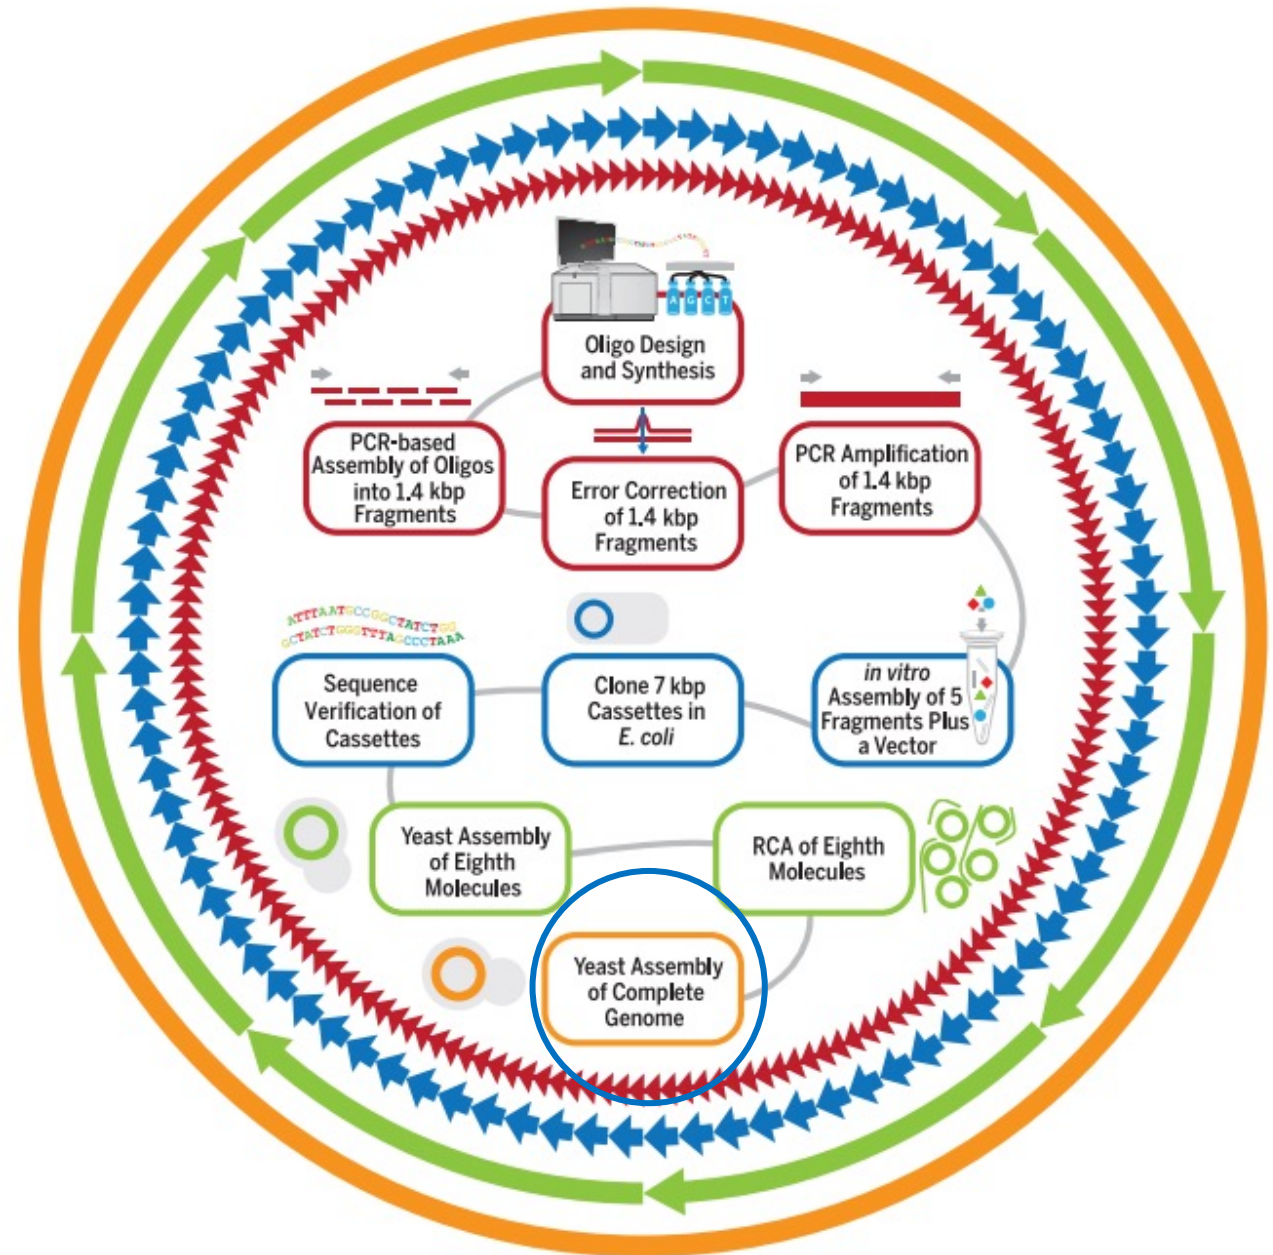 A G C T
Oligo Design
and Synthesis
PCR-based
Assembly of Oligos
into 1.4 kbp
Fragments
Error Correction
of 1.4 kbp
Fragments
PCR Amplification
of 1.4 kbp
Fragments
ATTTAATGCCGGCTATCTGG
GCTATCTGGGTTTAGCCCTAAA
Sequence
Verification of
Cassettes
Clone 7 kbp
Cassettes in
E. coli
in vitro
Assembly of 5
Fragments Plus
a Vector
Yeast Assembly
of Eighth
Molecules
RCA of Eighth
Molecules
Yeast Assembly
of Complete
Genome